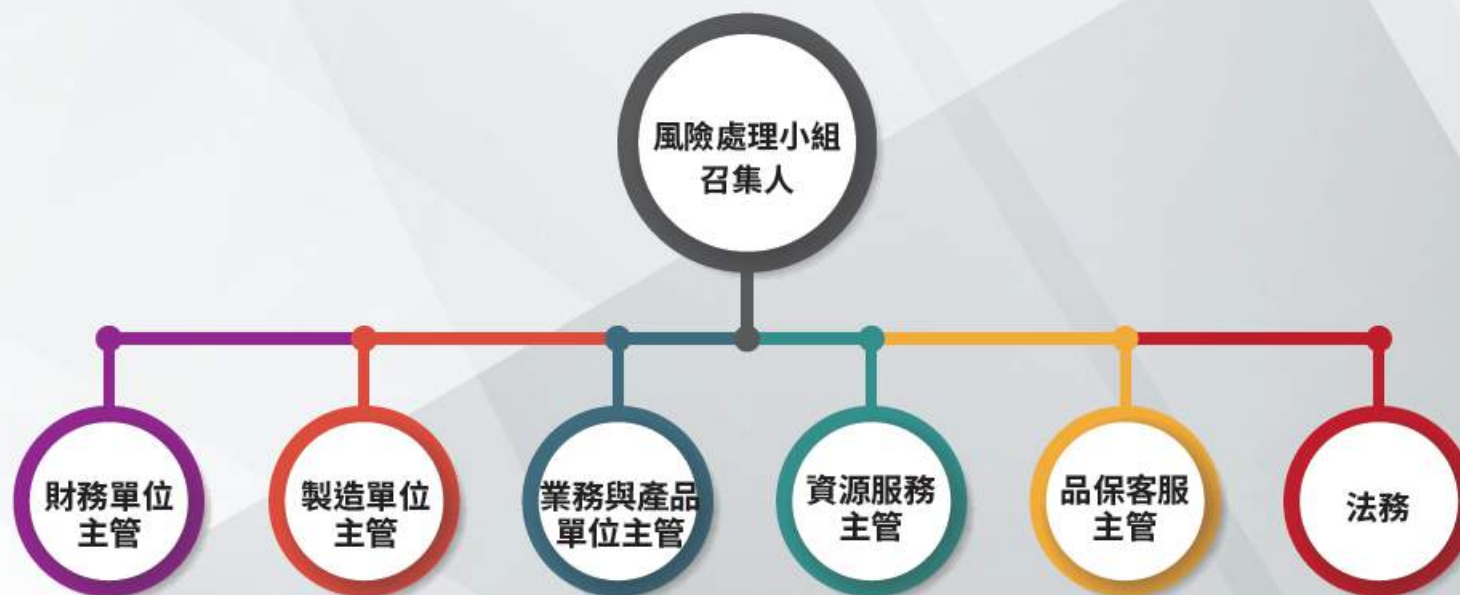 風險處理小組
召集人
財務單位
主管
製造單位
主管
業務與產品
單位主管
資源服務
主管
品保客服
主管
法務